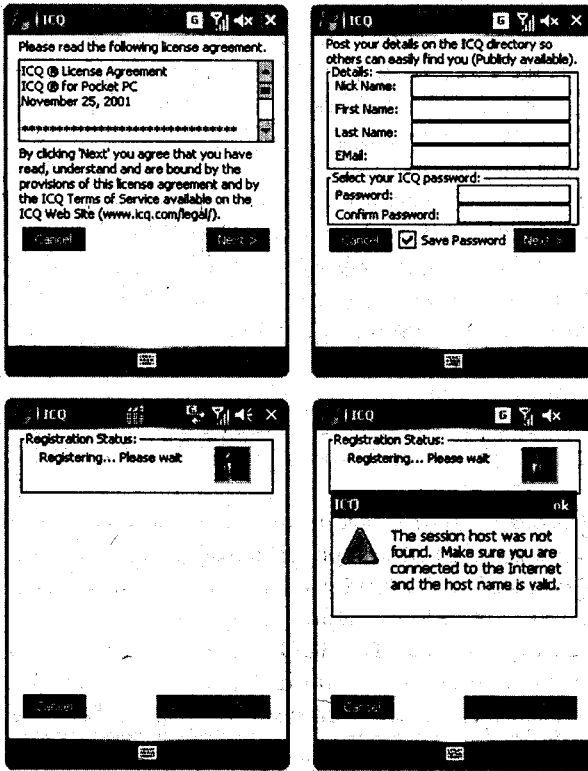 ICQ
Please read the following license agreement.
ICQ ® License Agreement
ICQ ® for Pocket PC
November 25, 2001
*******************************
By clicking 'Next' you agree that you have
read, understand and are bound by the
provisions of this license agreement and by
the ICQ Terms of Service available on the
ICQ Web Site (www.icq.com/legal/).
Cancel Next >
ICQ
Post your details on the ICQ directory so
others can easily find you (Publicly available).
Details:
Nick Name:
First Name:
Last Name:
EMail:
Select your ICQ password:
Password:
Confirm Password:
Cancel Save Password Next >
ICQ
Registration Status:
Registering... Please wait
Cancel
ICQ
Registration Status:
Registering... Please wait
ICQ ok
The session host was not
found. Make sure you are
connected to the Internet
and the host name is valid.
Cancel